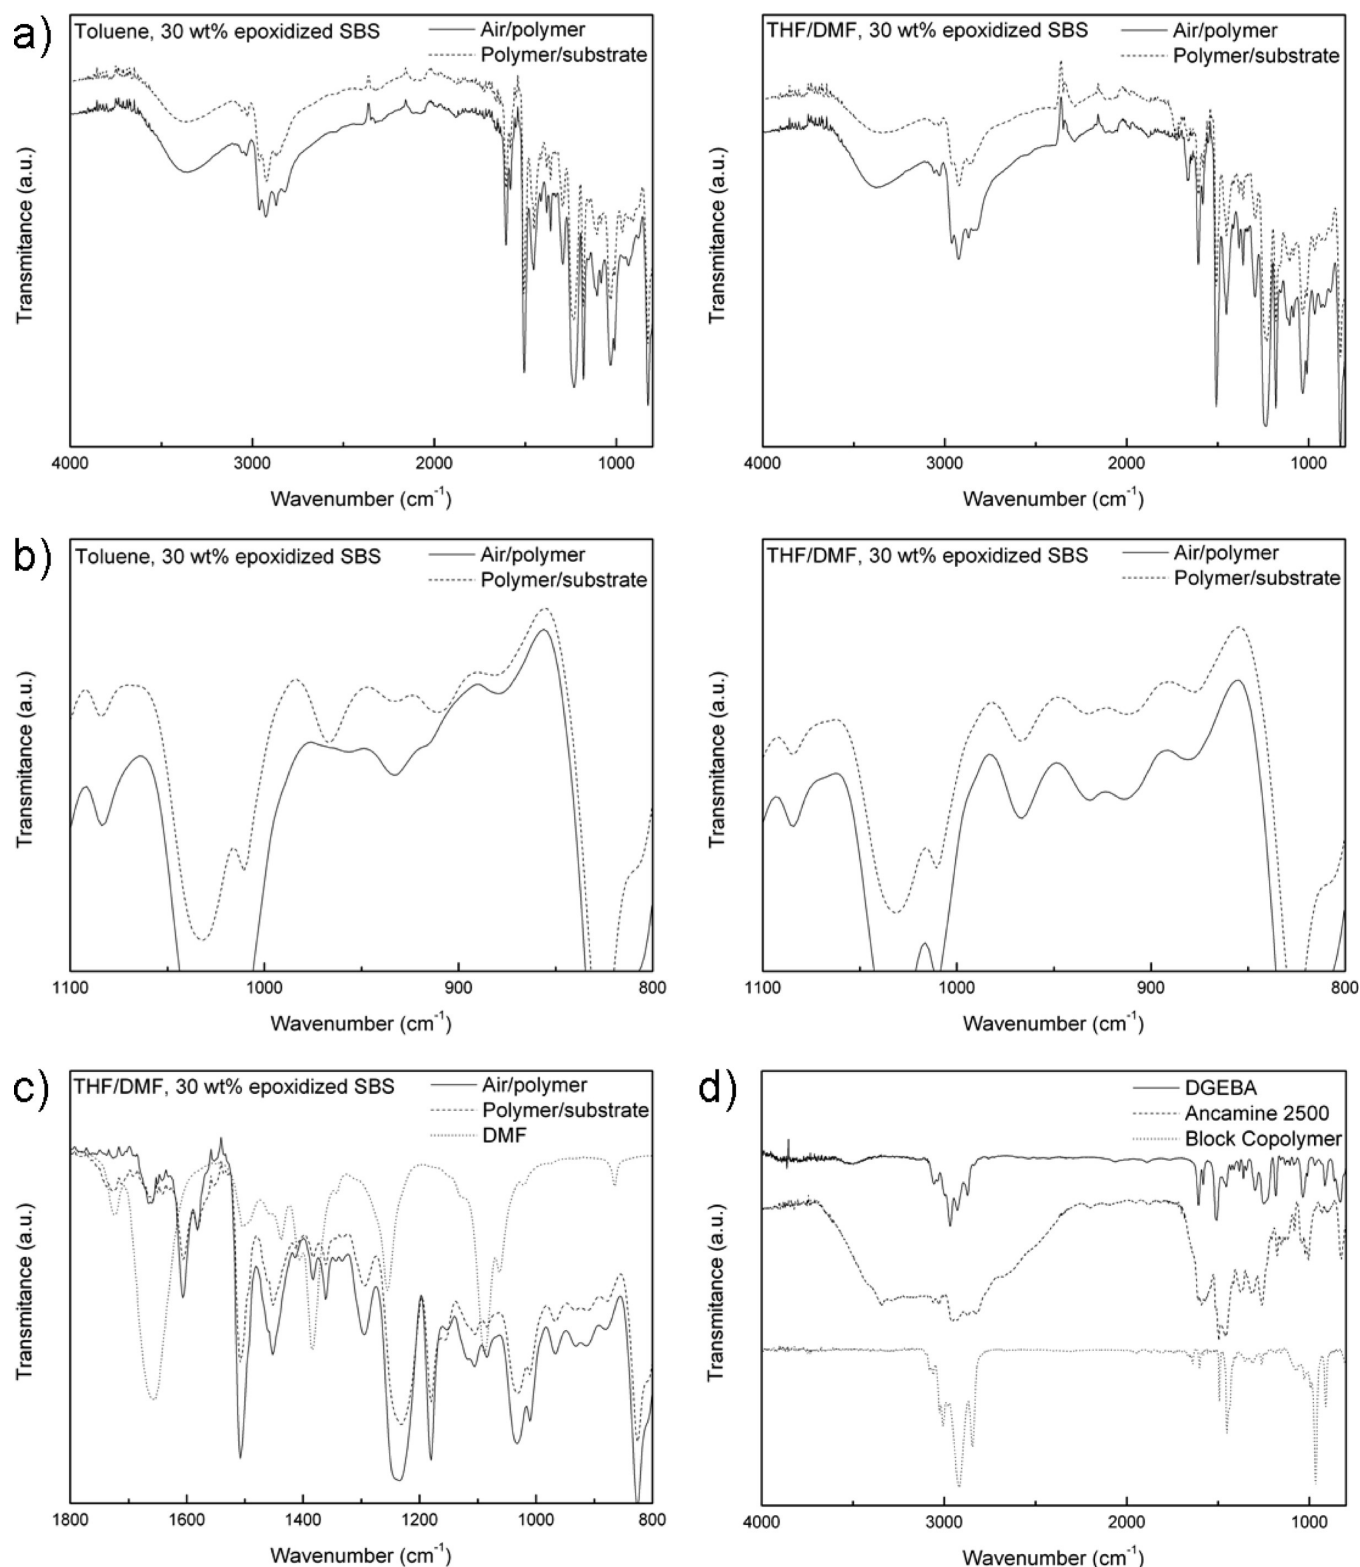 a)
Toluene, 30 wt% epoxidized SBS
Air/polymer
Polymer/substrate
Transmitance (a.u.)
4000 3000 2000 1000
Wavenumber (cm-1)
THF/DMF, 30 wt% epoxidized SBS
Air/polymer
Polymer/substrate
Transmitance (a.u.)
4000 3000 2000 1000
Wavenumber (cm-1)
b)
Toluene, 30 wt% epoxidized SBS
Air/polymer
Polymer/substrate
Transmitance (a.u.)
1100 1000 900 800
Wavenumber (cm-1)
THF/DMF, 30 wt% epoxidized SBS
Air/polymer
Polymer/substrate
Transmitance (a.u.)
1100 1000 900 800
Wavenumber (cm-1)
c)
THF/DMF, 30 wt% epoxidized SBS
Air/polymer
Polymer/substrate
DMF
Transmitance (a.u.)
1800 1600 1400 1200 1000 800
Wavenumber (cm-1)
d)
DGEBA
Ancamine 2500
Block Copolymer
Transmitance (a.u.)
4000 3000 2000 1000
Wavenumber (cm-1)